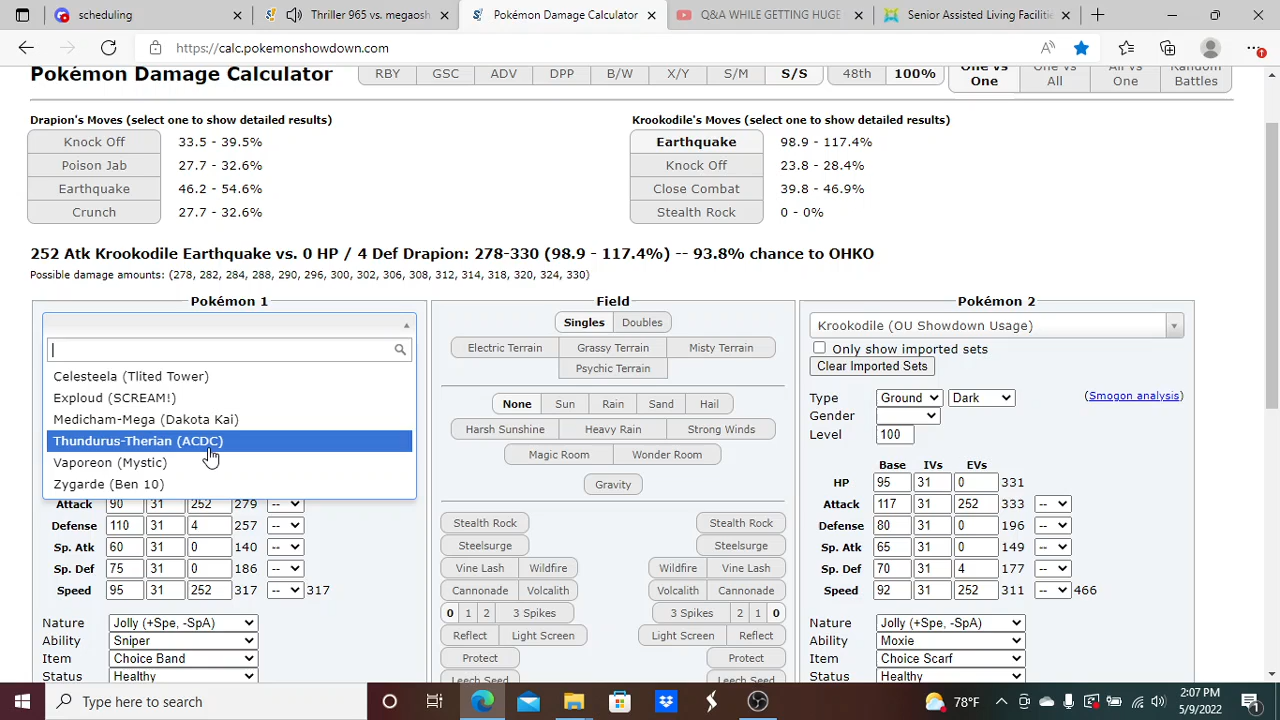 scheduling
Thriller 965 vs. megaosh
Pokémon Damage Calculator
Q&A WHILE GETTING HUGE
Senior Assisted Living Facilitie
https://calc.pokemonshowdown.com
Pokémon Damage Calculator
RBY GSC ADV DPP B/W X/Y S/M S/S 48th 100% One vs One One vs All All vs One Random Battles
Drapion's Moves (select one to show detailed results)
Knock Off 33.5 - 39.5%
Poison Jab 27.7 - 32.6%
Earthquake 46.2 - 54.6%
Crunch 27.7 - 32.6%
Krookodile's Moves (select one to show detailed results)
Earthquake 98.9 - 117.4%
Knock Off 23.8 - 28.4%
Close Combat 39.8 - 46.9%
Stealth Rock 0 - 0%
252 Atk Krookodile Earthquake vs. 0 HP / 4 Def Drapion: 278-330 (98.9 - 117.4%) -- 93.8% chance to OHKO
Possible damage amounts: (278, 282, 284, 288, 290, 296, 300, 302, 306, 308, 312, 314, 318, 320, 324, 330)
Pokémon 1
Celesteela (Tlited Tower)
Exploud (SCREAM!)
Medicham-Mega (Dakota Kai)
Thundurus-Therian (ACDC)
Vaporeon (Mystic)
Zygarde (Ben 10)
Attack 90 31 252 279 --
Defense 110 31 4 257 --
Sp. Atk 60 31 0 140 --
Sp. Def 75 31 0 186 --
Speed 95 31 252 317 -- 317
Nature Jolly (+Spe, -SpA)
Ability Sniper
Item Choice Band
Status Healthy
Field
Singles Doubles
Electric Terrain Grassy Terrain Misty Terrain
Psychic Terrain
None Sun Rain Sand Hail
Harsh Sunshine Heavy Rain Strong Winds
Magic Room Wonder Room
Gravity
Stealth Rock Stealth Rock
Steelsurge Steelsurge
Vine Lash Wildfire Wildfire Vine Lash
Cannonade Volcalith Volcalith Cannonade
0 1 2 3 Spikes 3 Spikes 2 1 0
Reflect Light Screen Light Screen Reflect
Protect Protect
Leech Seed Leech Seed
Pokémon 2
Krookodile (OU Showdown Usage)
Only show imported sets
Clear Imported Sets
Type Ground Dark (Smogon analysis)
Gender
Level 100
Base IVs EVs
HP 95 31 0 331
Attack 117 31 252 333 --
Defense 80 31 0 196 --
Sp. Atk 65 31 0 149 --
Sp. Def 70 31 4 177 --
Speed 92 31 252 311 -- 466
Nature Jolly (+Spe, -SpA)
Ability Moxie
Item Choice Scarf
Status Healthy
Type here to search
78°F
2:07 PM
5/9/2022
1